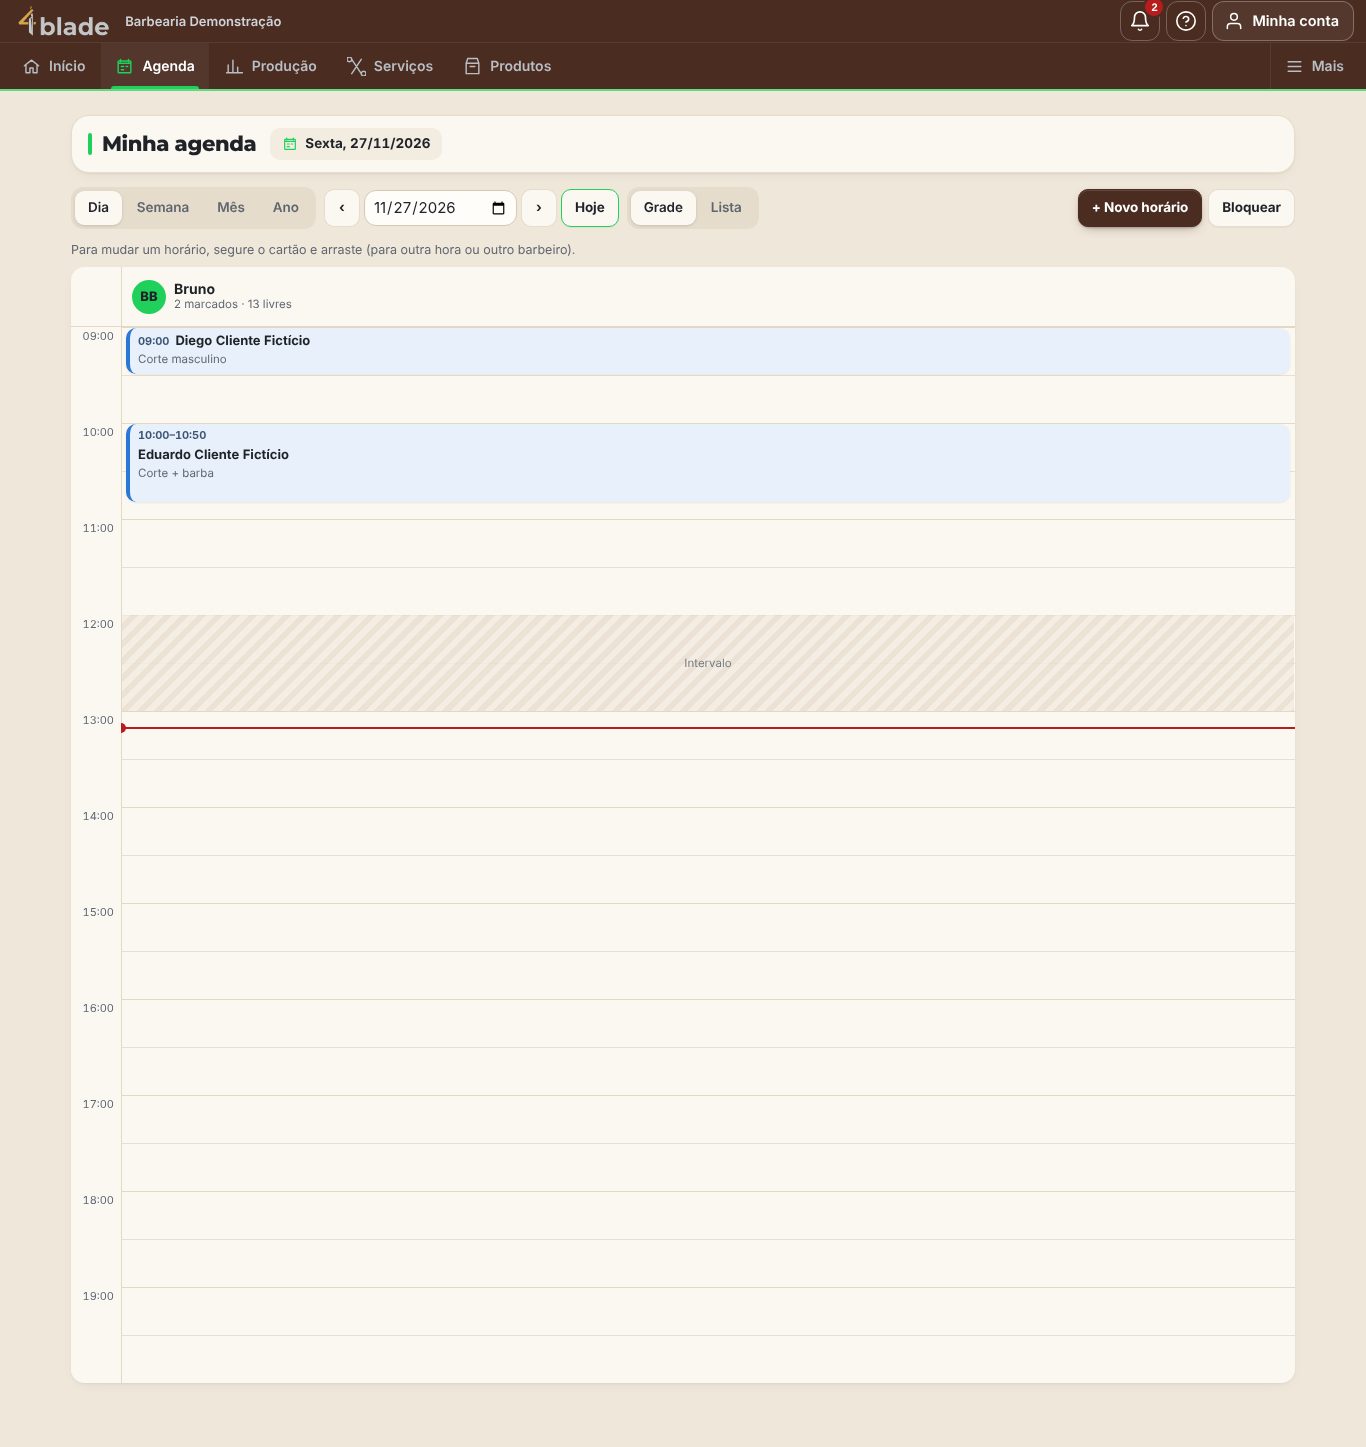 4blade Barbearia Demonstração 2 Minha conta
Início Agenda Produção Serviços Produtos Mais
Minha agenda Sexta, 27/11/2026
Dia Semana Mês Ano ‹ 11/27/2026 › Hoje Grade Lista + Novo horário Bloquear
Para mudar um horário, segure o cartão e arraste (para outra hora ou outro barbeiro).
BB Bruno
2 marcados · 13 livres
09:00 09:00 Diego Cliente Fictício
Corte masculino
10:00 10:00–10:50
Eduardo Cliente Fictício
Corte + barba
11:00
12:00
Intervalo
13:00
14:00
15:00
16:00
17:00
18:00
19:00